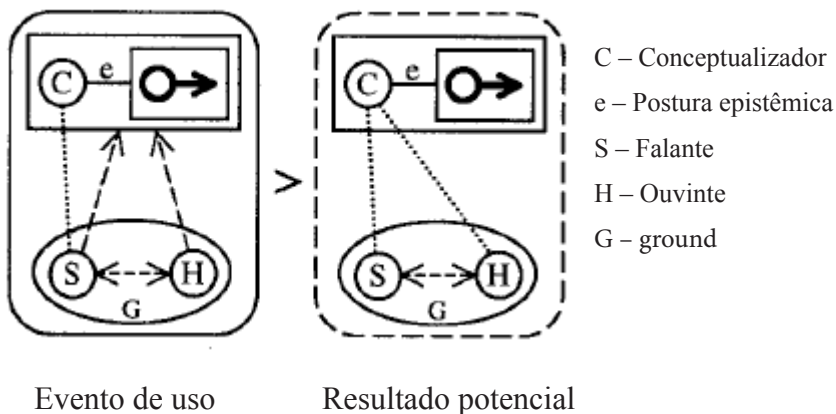 C e
S H
G
>
C e
S H
G
C – Conceptualizador
e – Postura epistêmica
S – Falante
H – Ouvinte
G – ground
Evento de uso
Resultado potencial